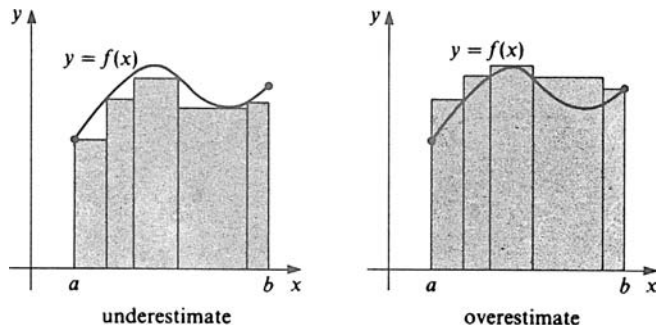 y
y = f(x)
a
b
x
underestimate
y
y = f(x)
a
b
x
overestimate